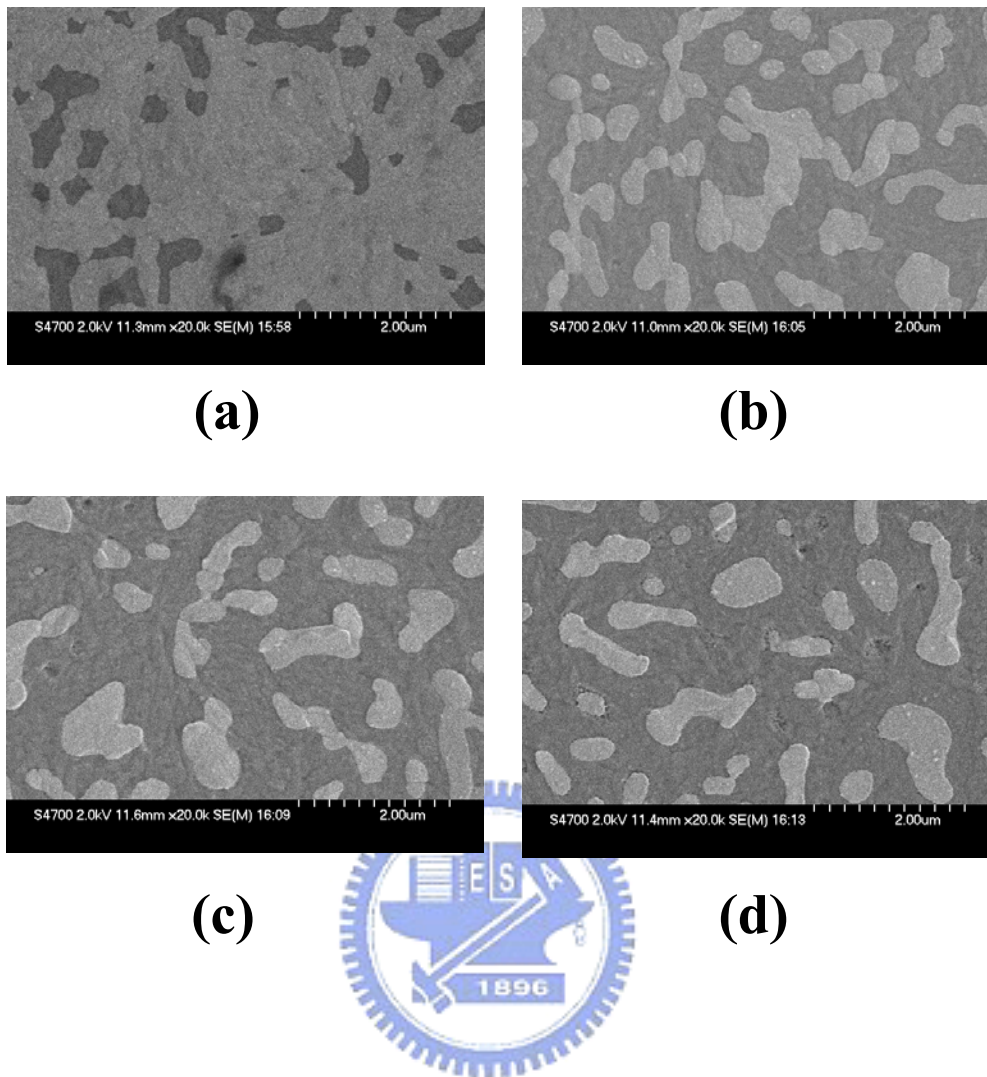 S4700 2.0kV 11.3mm x20.0k SE(M) 15:58 2.00um
S4700 2.0kV 11.0mm x20.0k SE(M) 16:05 2.00um
(a)
(b)
S4700 2.0kV 11.6mm x20.0k SE(M) 16:09 2.00um
S4700 2.0kV 11.4mm x20.0k SE(M) 16:13 2.00um
(c)
(d)
E S A
1896